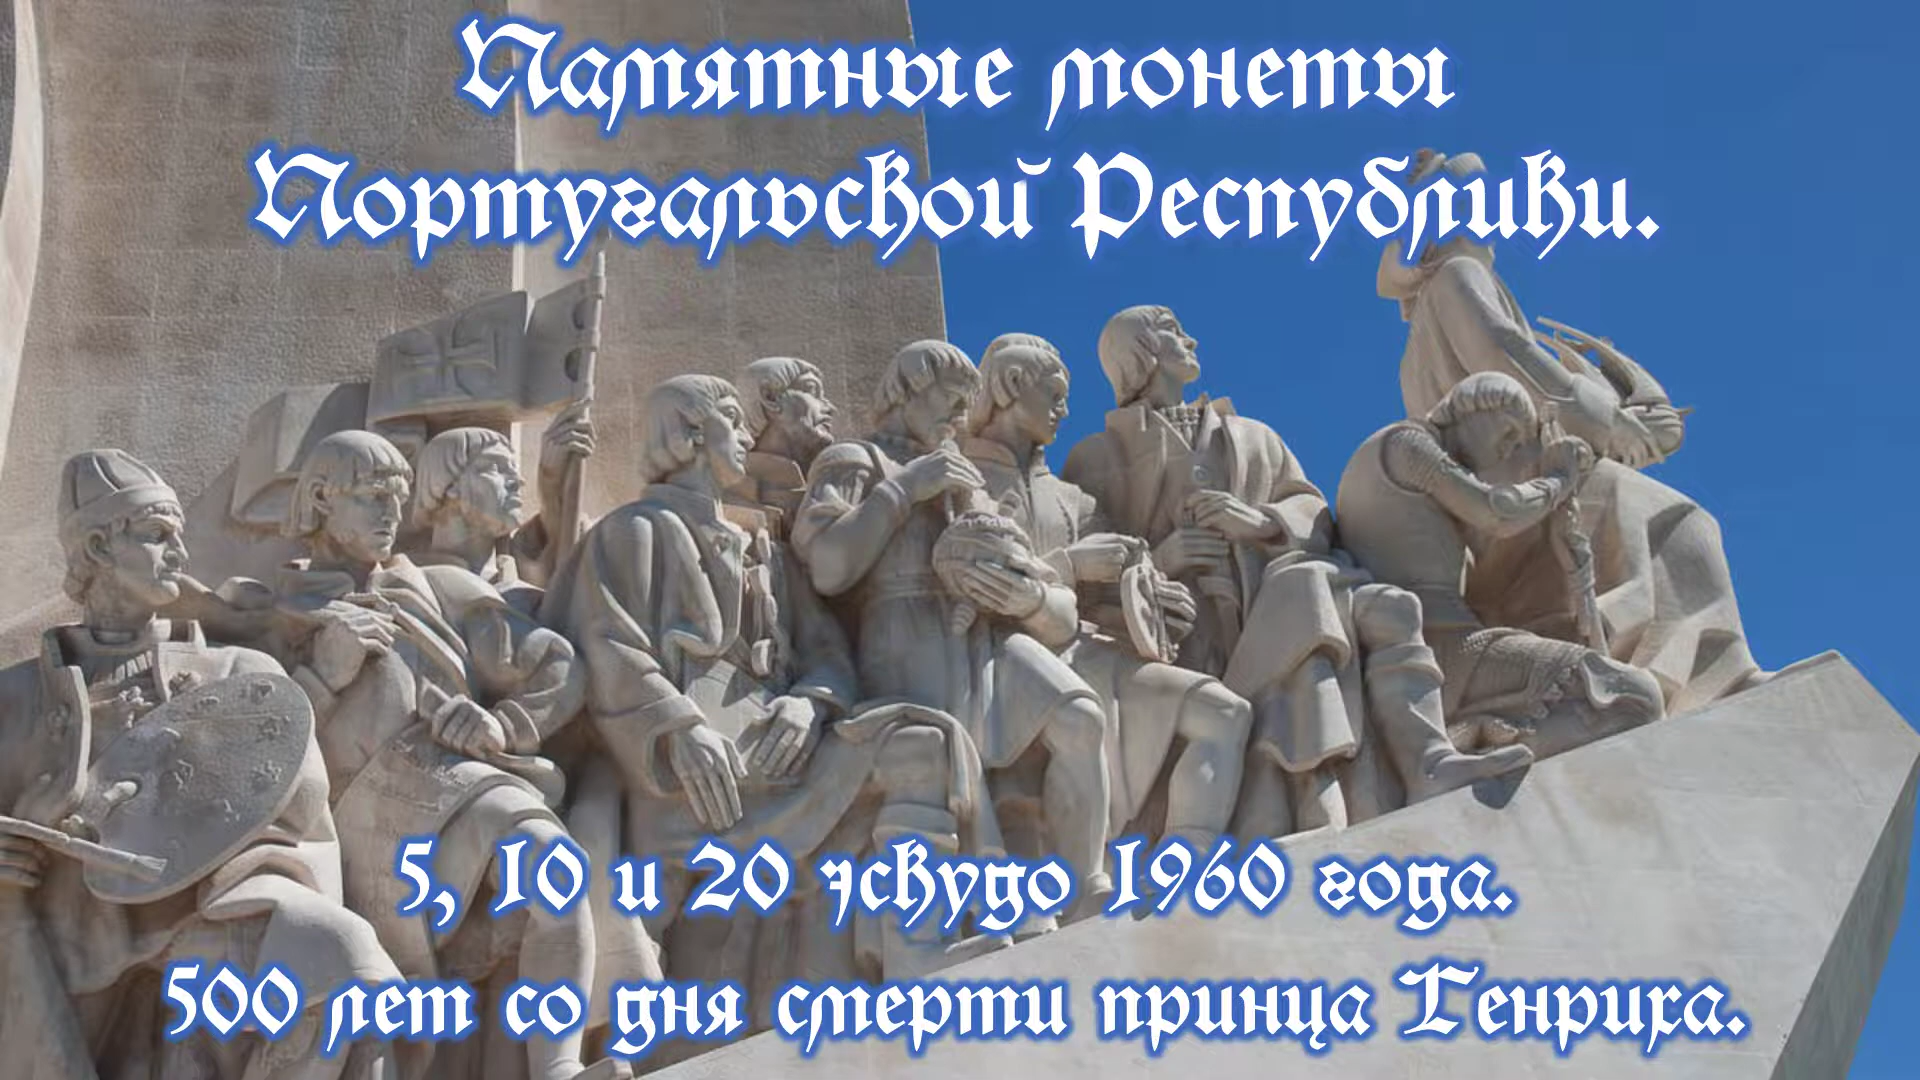 Памятные монеты
Португальской Республики.
5, 10 и 20 эскудо 1960 года.
500 лет со дня смерти принца Генриха.